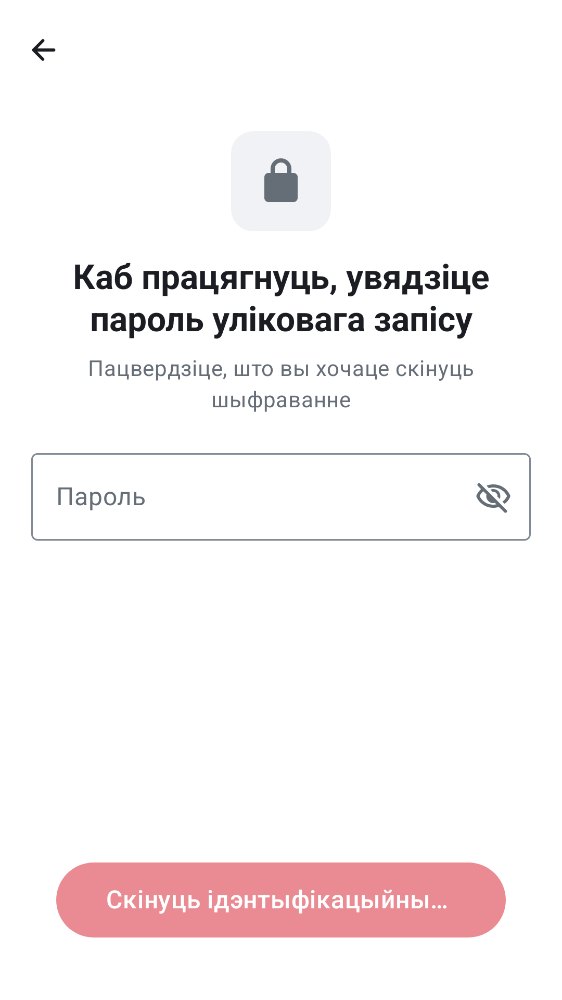 Каб працягнуць, увядзіце
пароль уліковага запісу
Пацвердзіце, што вы хочаце скінуць
шыфраванне
Пароль
Скінуць ідэнтыфікацыйны…